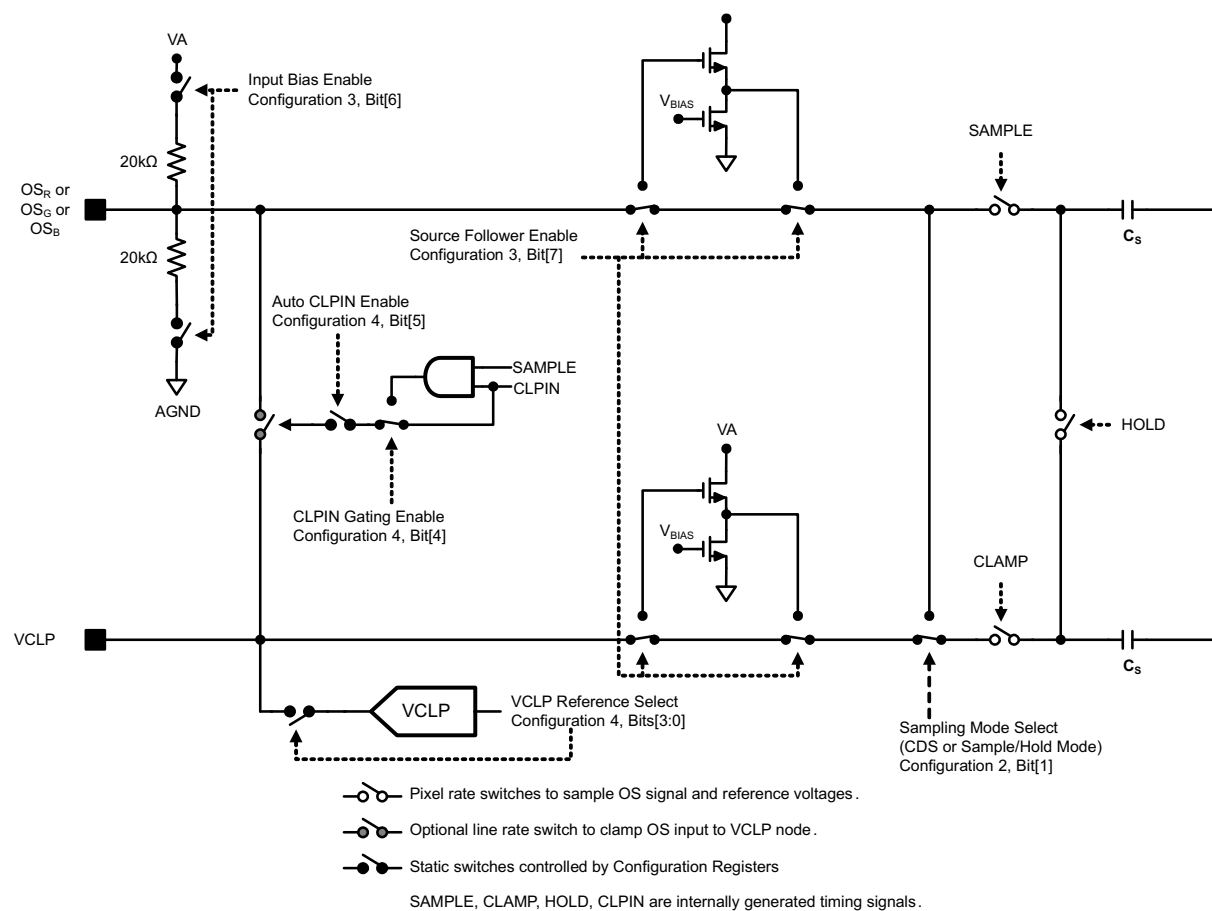 VA
Input Bias Enable
Configuration 3, Bit[6]
VBIAS
SAMPLE
20kΩ
OSR or
OSG or
OSB
CS
20kΩ
Source Follower Enable
Configuration 3, Bit[7]
Auto CLPIN Enable
Configuration 4, Bit[5]
SAMPLE
CLPIN
AGND
HOLD
VA
CLPIN Gating Enable
Configuration 4, Bit[4]
VBIAS
CLAMP
VCLP
CS
VCLP
VCLP Reference Select
Configuration 4, Bits[3:0]
Sampling Mode Select
(CDS or Sample/Hold Mode)
Configuration 2, Bit[1]
Pixel rate switches to sample OS signal and reference voltages.
Optional line rate switch to clamp OS input to VCLP node.
Static switches controlled by Configuration Registers
SAMPLE, CLAMP, HOLD, CLPIN are internally generated timing signals.